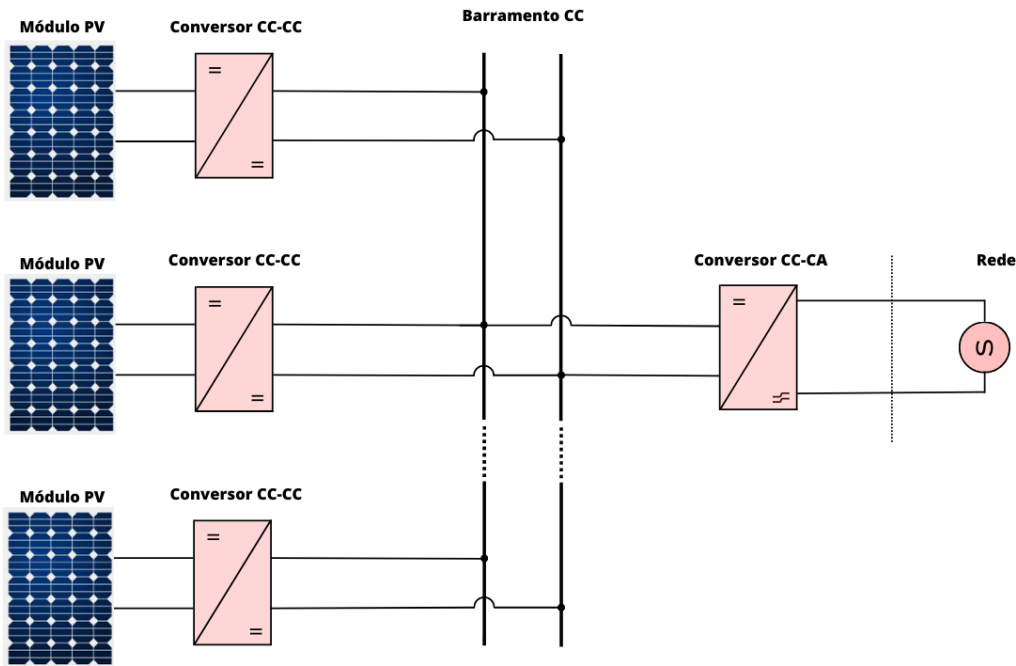 Barramento CC
Módulo PV
Conversor CC-CC
Módulo PV
Conversor CC-CC
Conversor CC-CA
Rede
Módulo PV
Conversor CC-CC